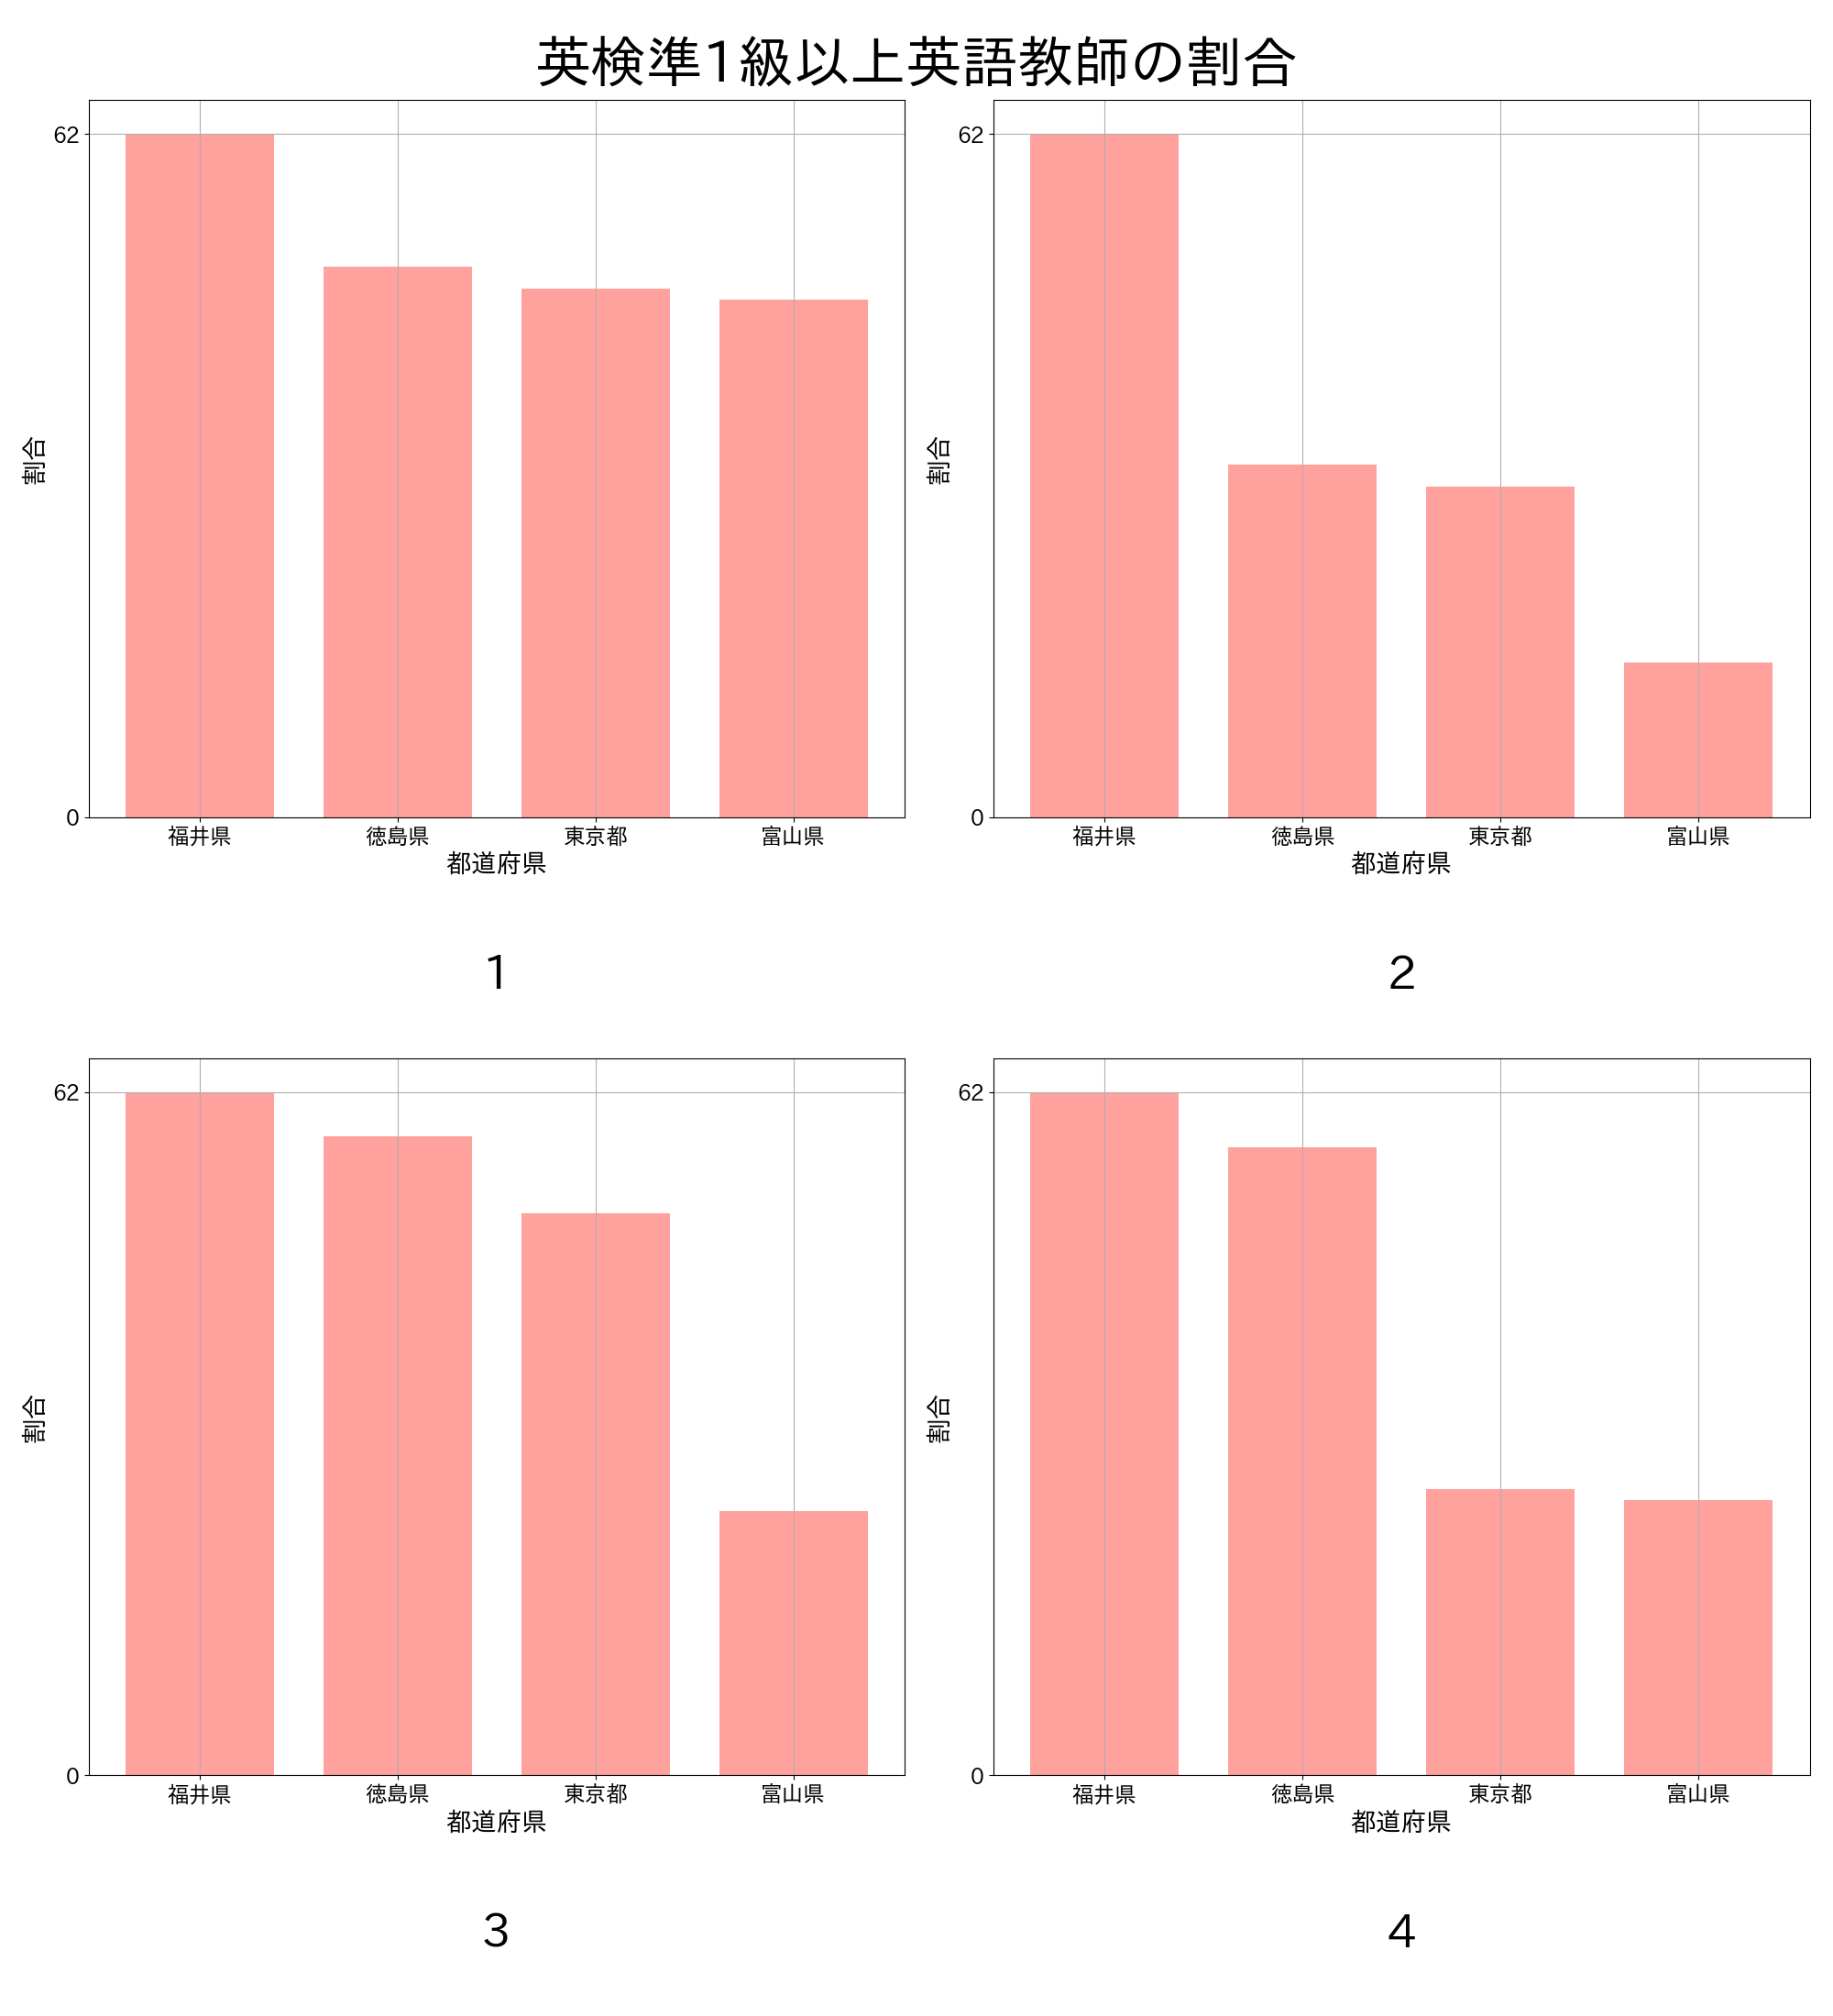 英検準1級以上英語教師の割合
62
0
割合
福井県 徳島県 東京都 富山県
都道府県
1
62
0
割合
福井県 徳島県 東京都 富山県
都道府県
2
62
0
割合
福井県 徳島県 東京都 富山県
都道府県
3
62
0
割合
福井県 徳島県 東京都 富山県
都道府県
4